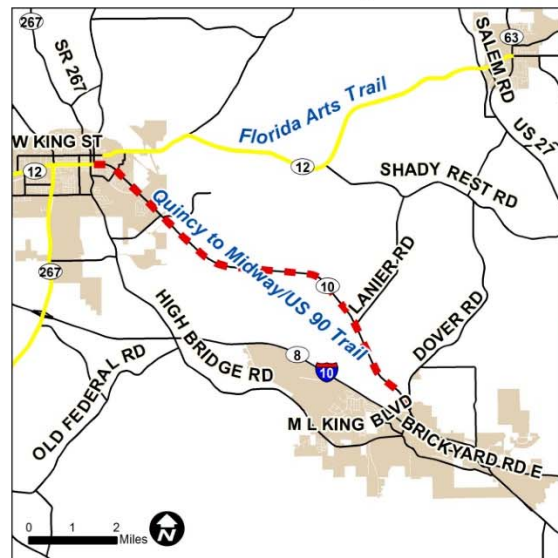 267
63
SR 267
SALEM RD
Florida Arts Trail
W KING ST
US 27
12
12
SHADY REST RD
Quincy to Midway/US 90 Trail
267
10
LANIER RD
DOVER RD
HIGH BRIDGE RD
8
10
OLD FEDERAL RD
M L KING BLVD
BRICKYARD RD E
0 1 2
Miles
N